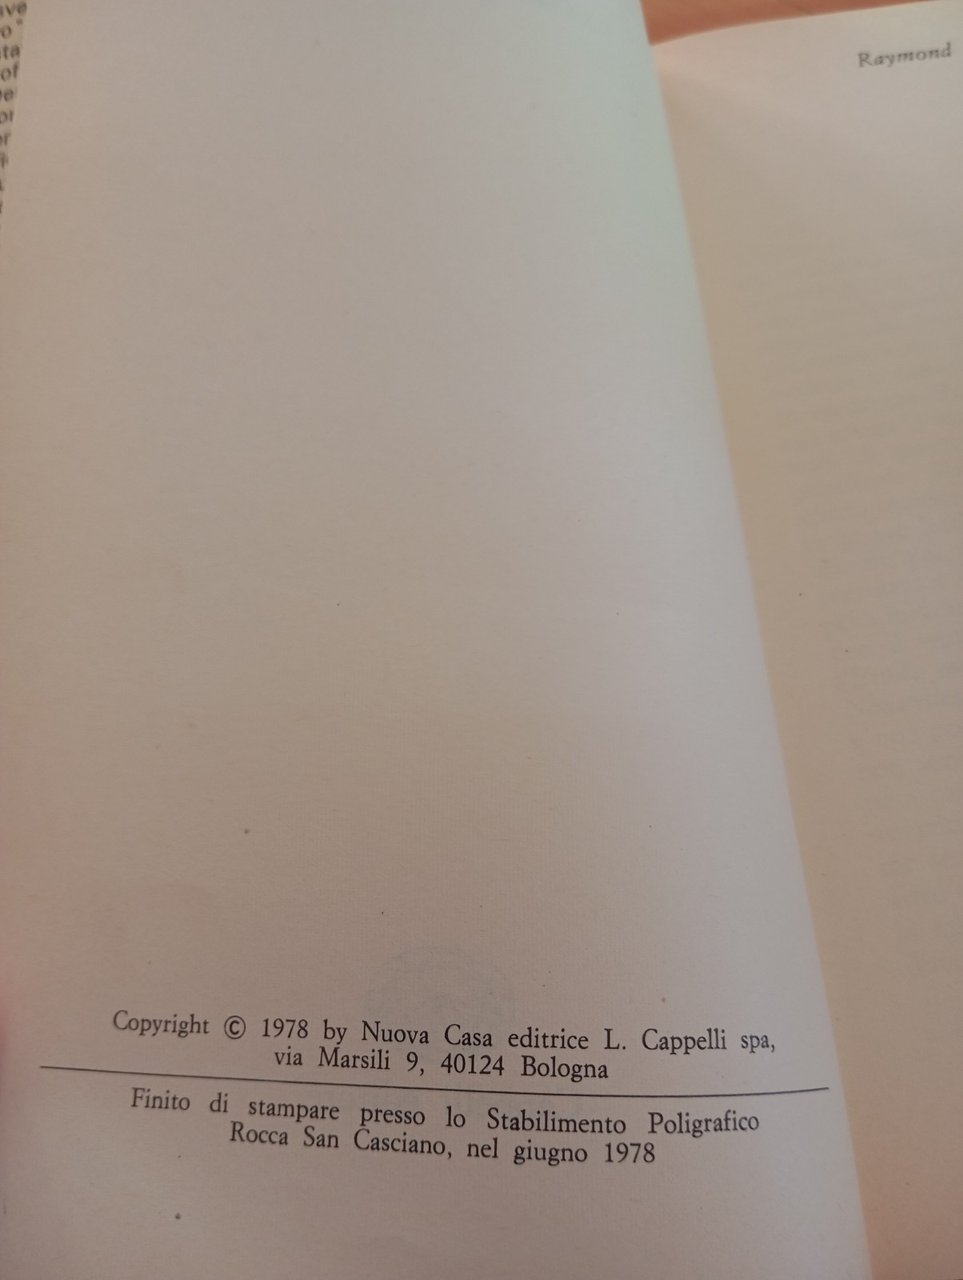 Raymond
Copyright © 1978 by Nuova Casa editrice L. Cappelli spa,
via Marsili 9, 40124 Bologna
Finito di stampare presso lo Stabilimento Poligrafico
Rocca San Casciano, nel giugno 1978